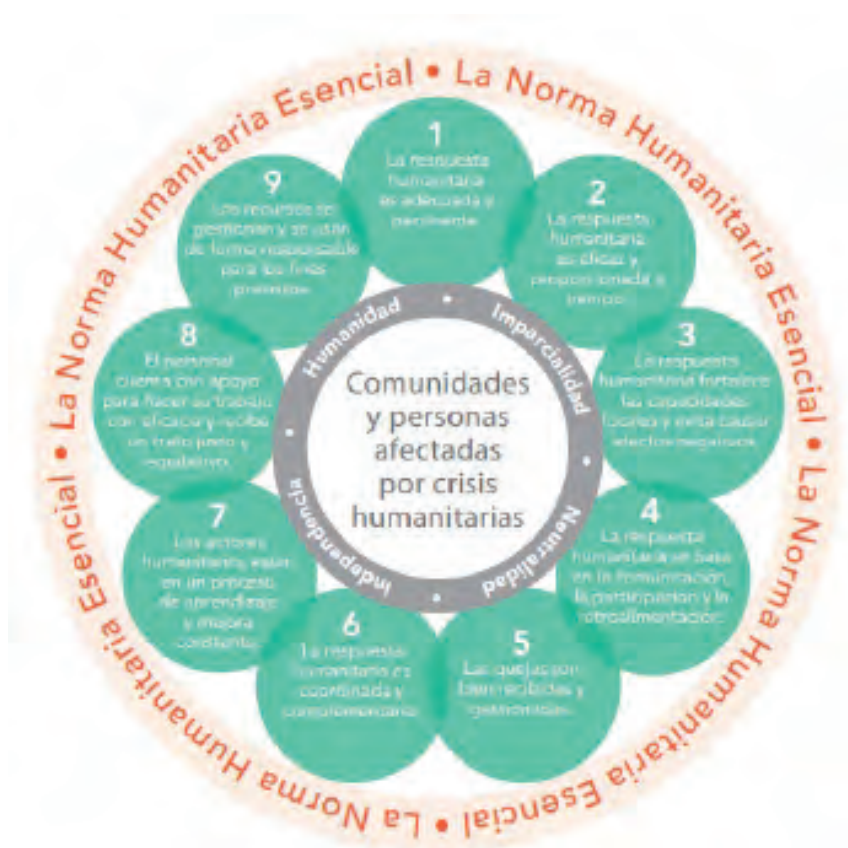 La Norma Humanitaria Esencial • La Norma Humanitaria Esencial • La Norma Humanitaria Esencial • La Norma Humanitaria Esencial •
1
La respuesta
humanitaria
es adecuada y
pertinente.
2
La respuesta
humanitaria
es eficaz y
proporcionada a
tiempo.
3
La respuesta
humanitaria fortalece
las capacidades
locales y evita causar
efectos negativos.
4
La respuesta
humanitaria se basa
en la comunicación,
la participación y la
retroalimentación.
5
Las quejas son
bien recibidas y
gestionadas.
6
La respuesta
humanitaria es
coordinada y
complementaria.
7
Los actores
humanitarios están
en un proceso
de aprendizaje
y mejora
constante.
8
El personal
cuenta con apoyo
para hacer su trabajo
con eficacia y recibe
un trato justo y
equitativo.
9
Los recursos se
gestionan y se usan
de forma responsable
para los fines
previstos.
Humanidad • Imparcialidad • Neutralidad • Independencia •
Comunidades
y personas
afectadas
por crisis
humanitarias